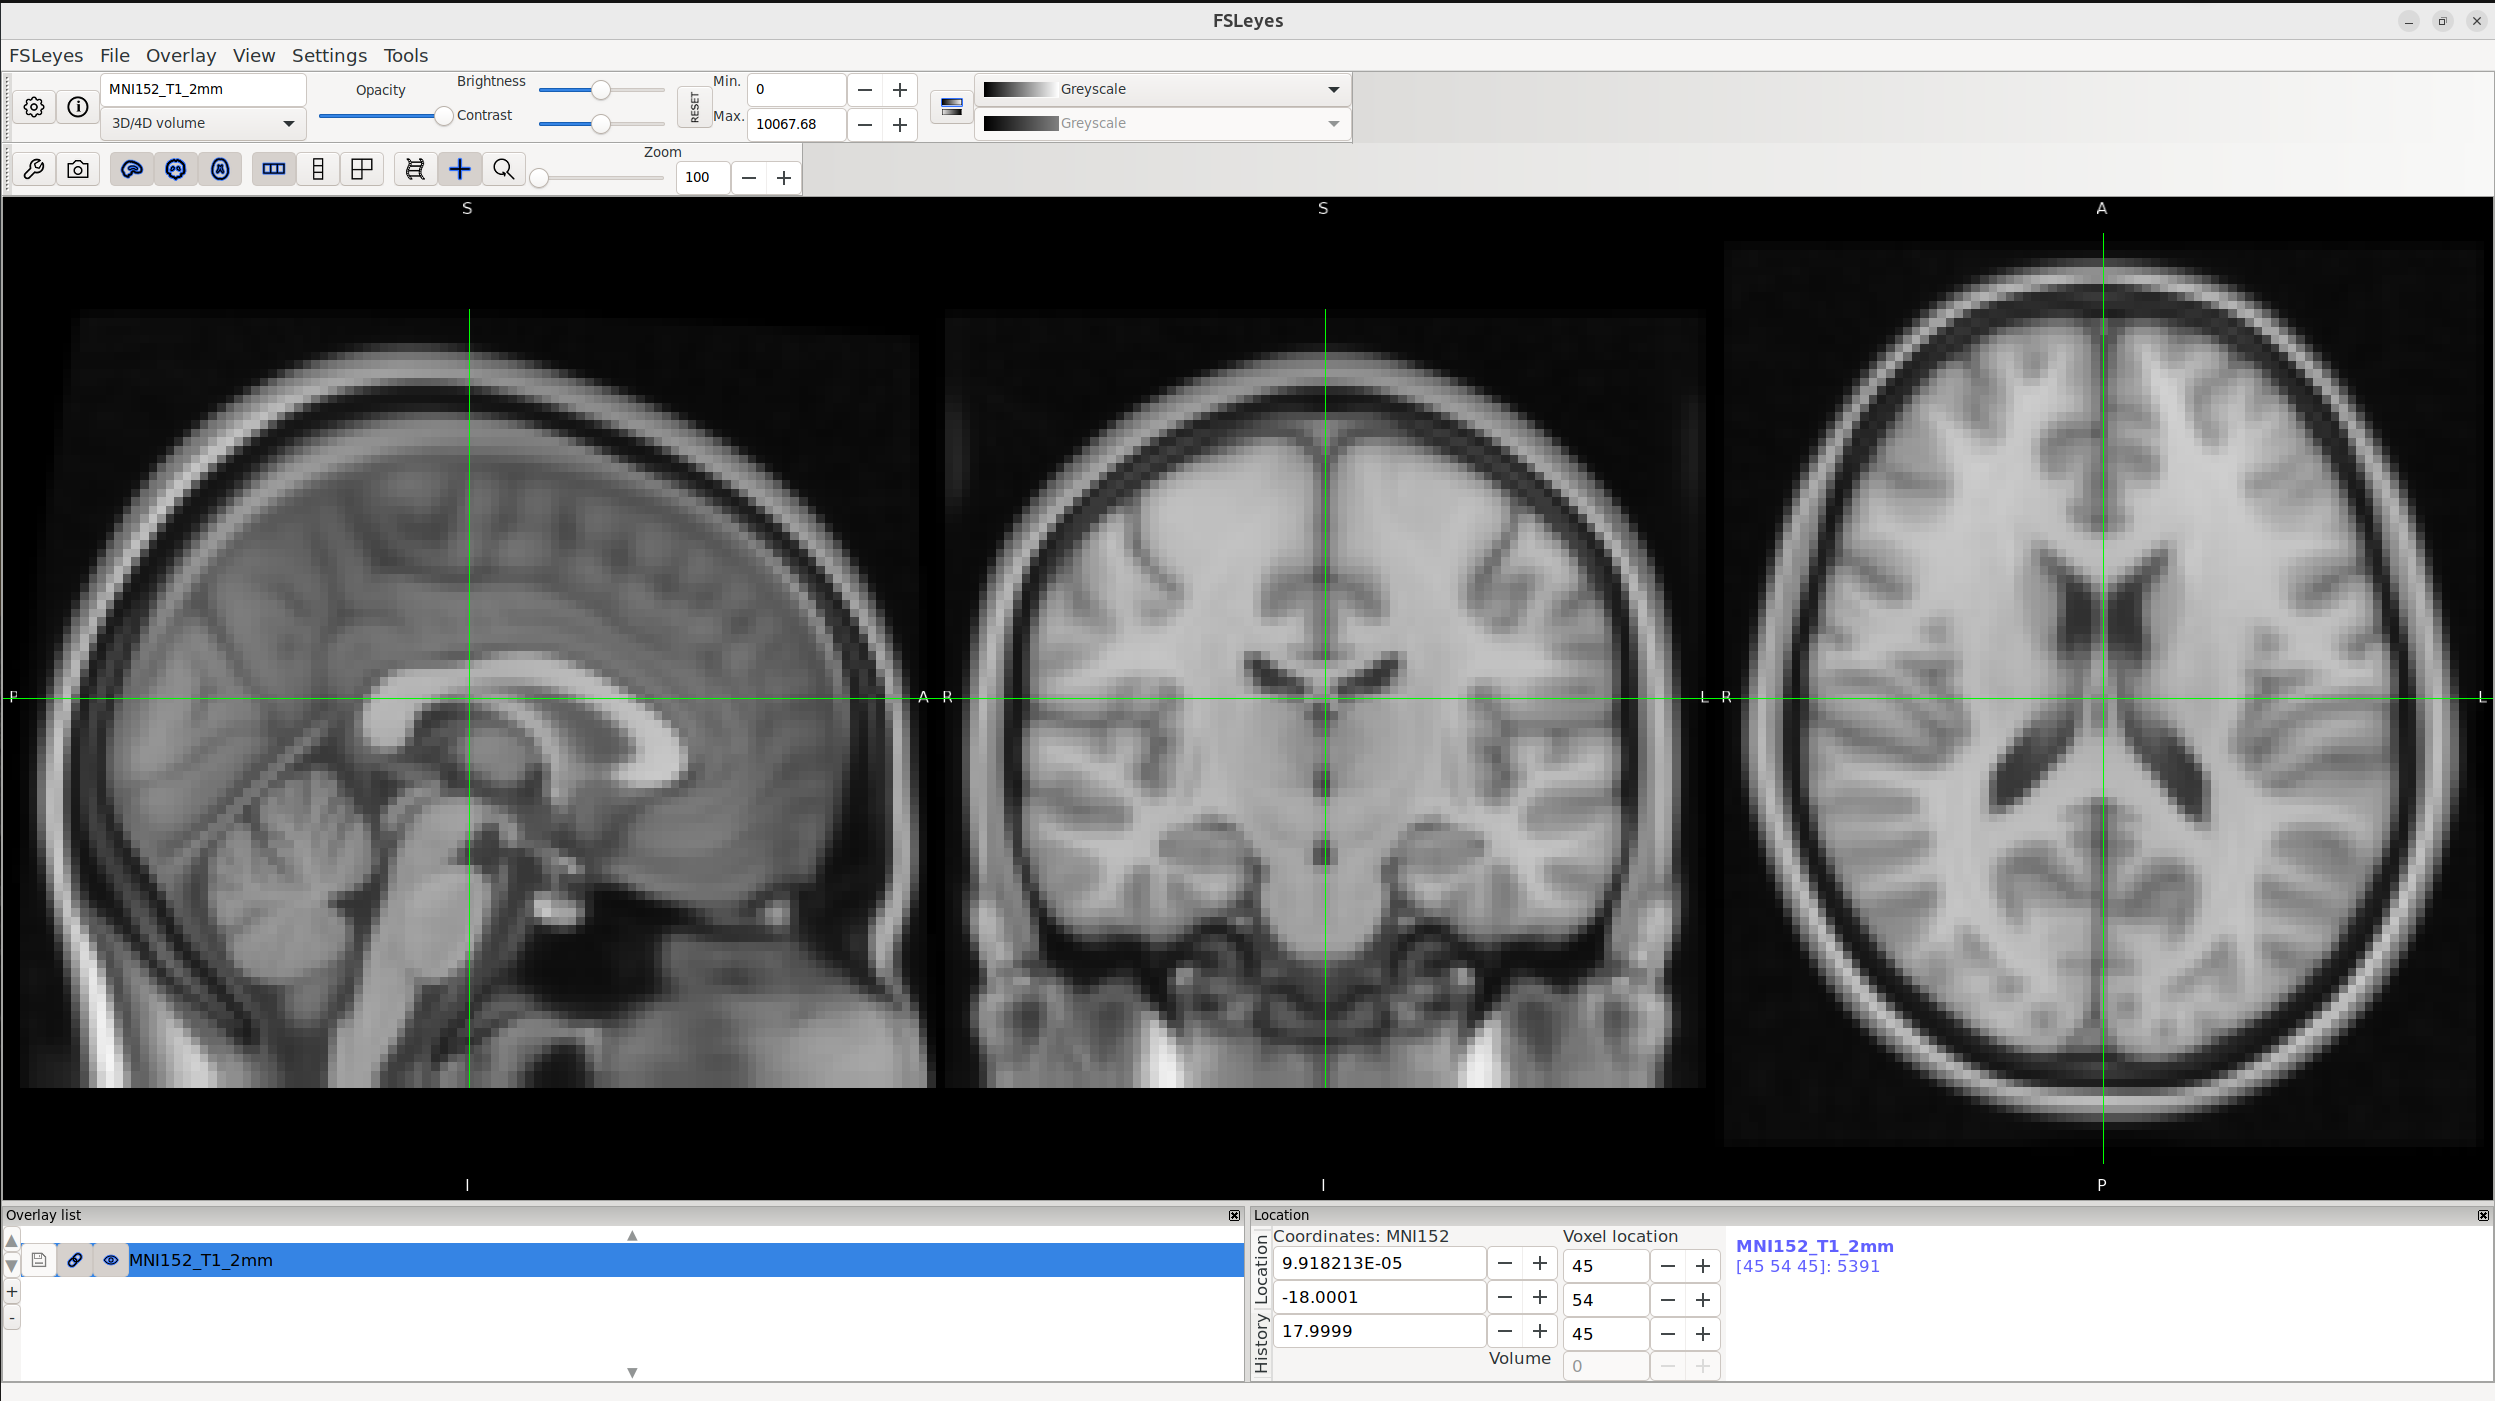 FSLeyes
FSLeyes File Overlay View Settings Tools
MNI152_T1_2mm
3D/4D volume
Opacity
Brightness
Contrast
RESET
Min. 0
Max. 10067.68
Greyscale
Greyscale
Zoom
100
S S A
P A R L R L
I I P
Overlay list
MNI152_T1_2mm
+
-
Location
Location
History
Coordinates: MNI152
9.918213E-05
-18.0001
17.9999
Volume
Voxel location
45
54
45
0
MNI152_T1_2mm
[45 54 45]: 5391